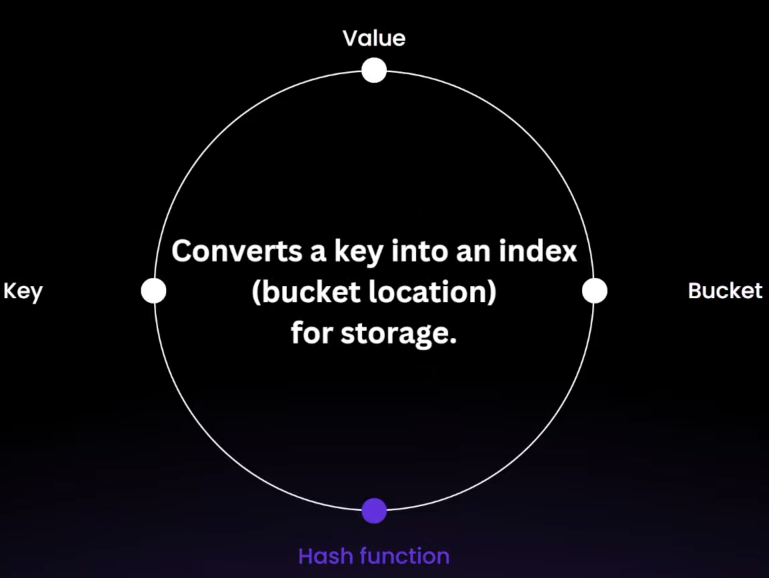 Value
Converts a key into an index
Key
(bucket location)
Bucket
for storage.
Hash function